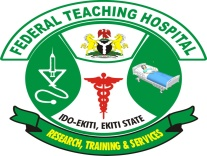 FEDERAL TEACHING HOSPITAL
IDO-EKITI, EKITI STATE
RESEARCH, TRAINING & SERVICES